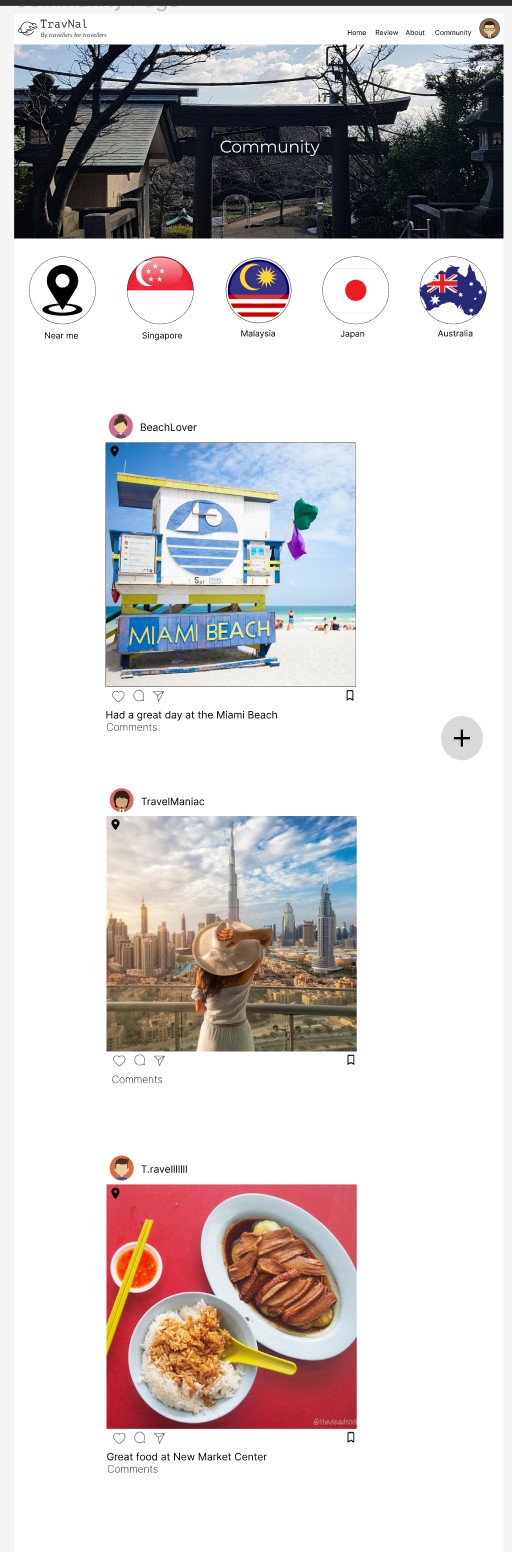 TravNal
By travellers for travellers
Home Review About Community
Community
Near me
Singapore
Malaysia
Japan
Australia
BeachLover
MIAMI BEACH
Had a great day at the Miami Beach
Comments
TravelManiac
Comments
T.ravelllllll
Great food at New Market Center
Comments